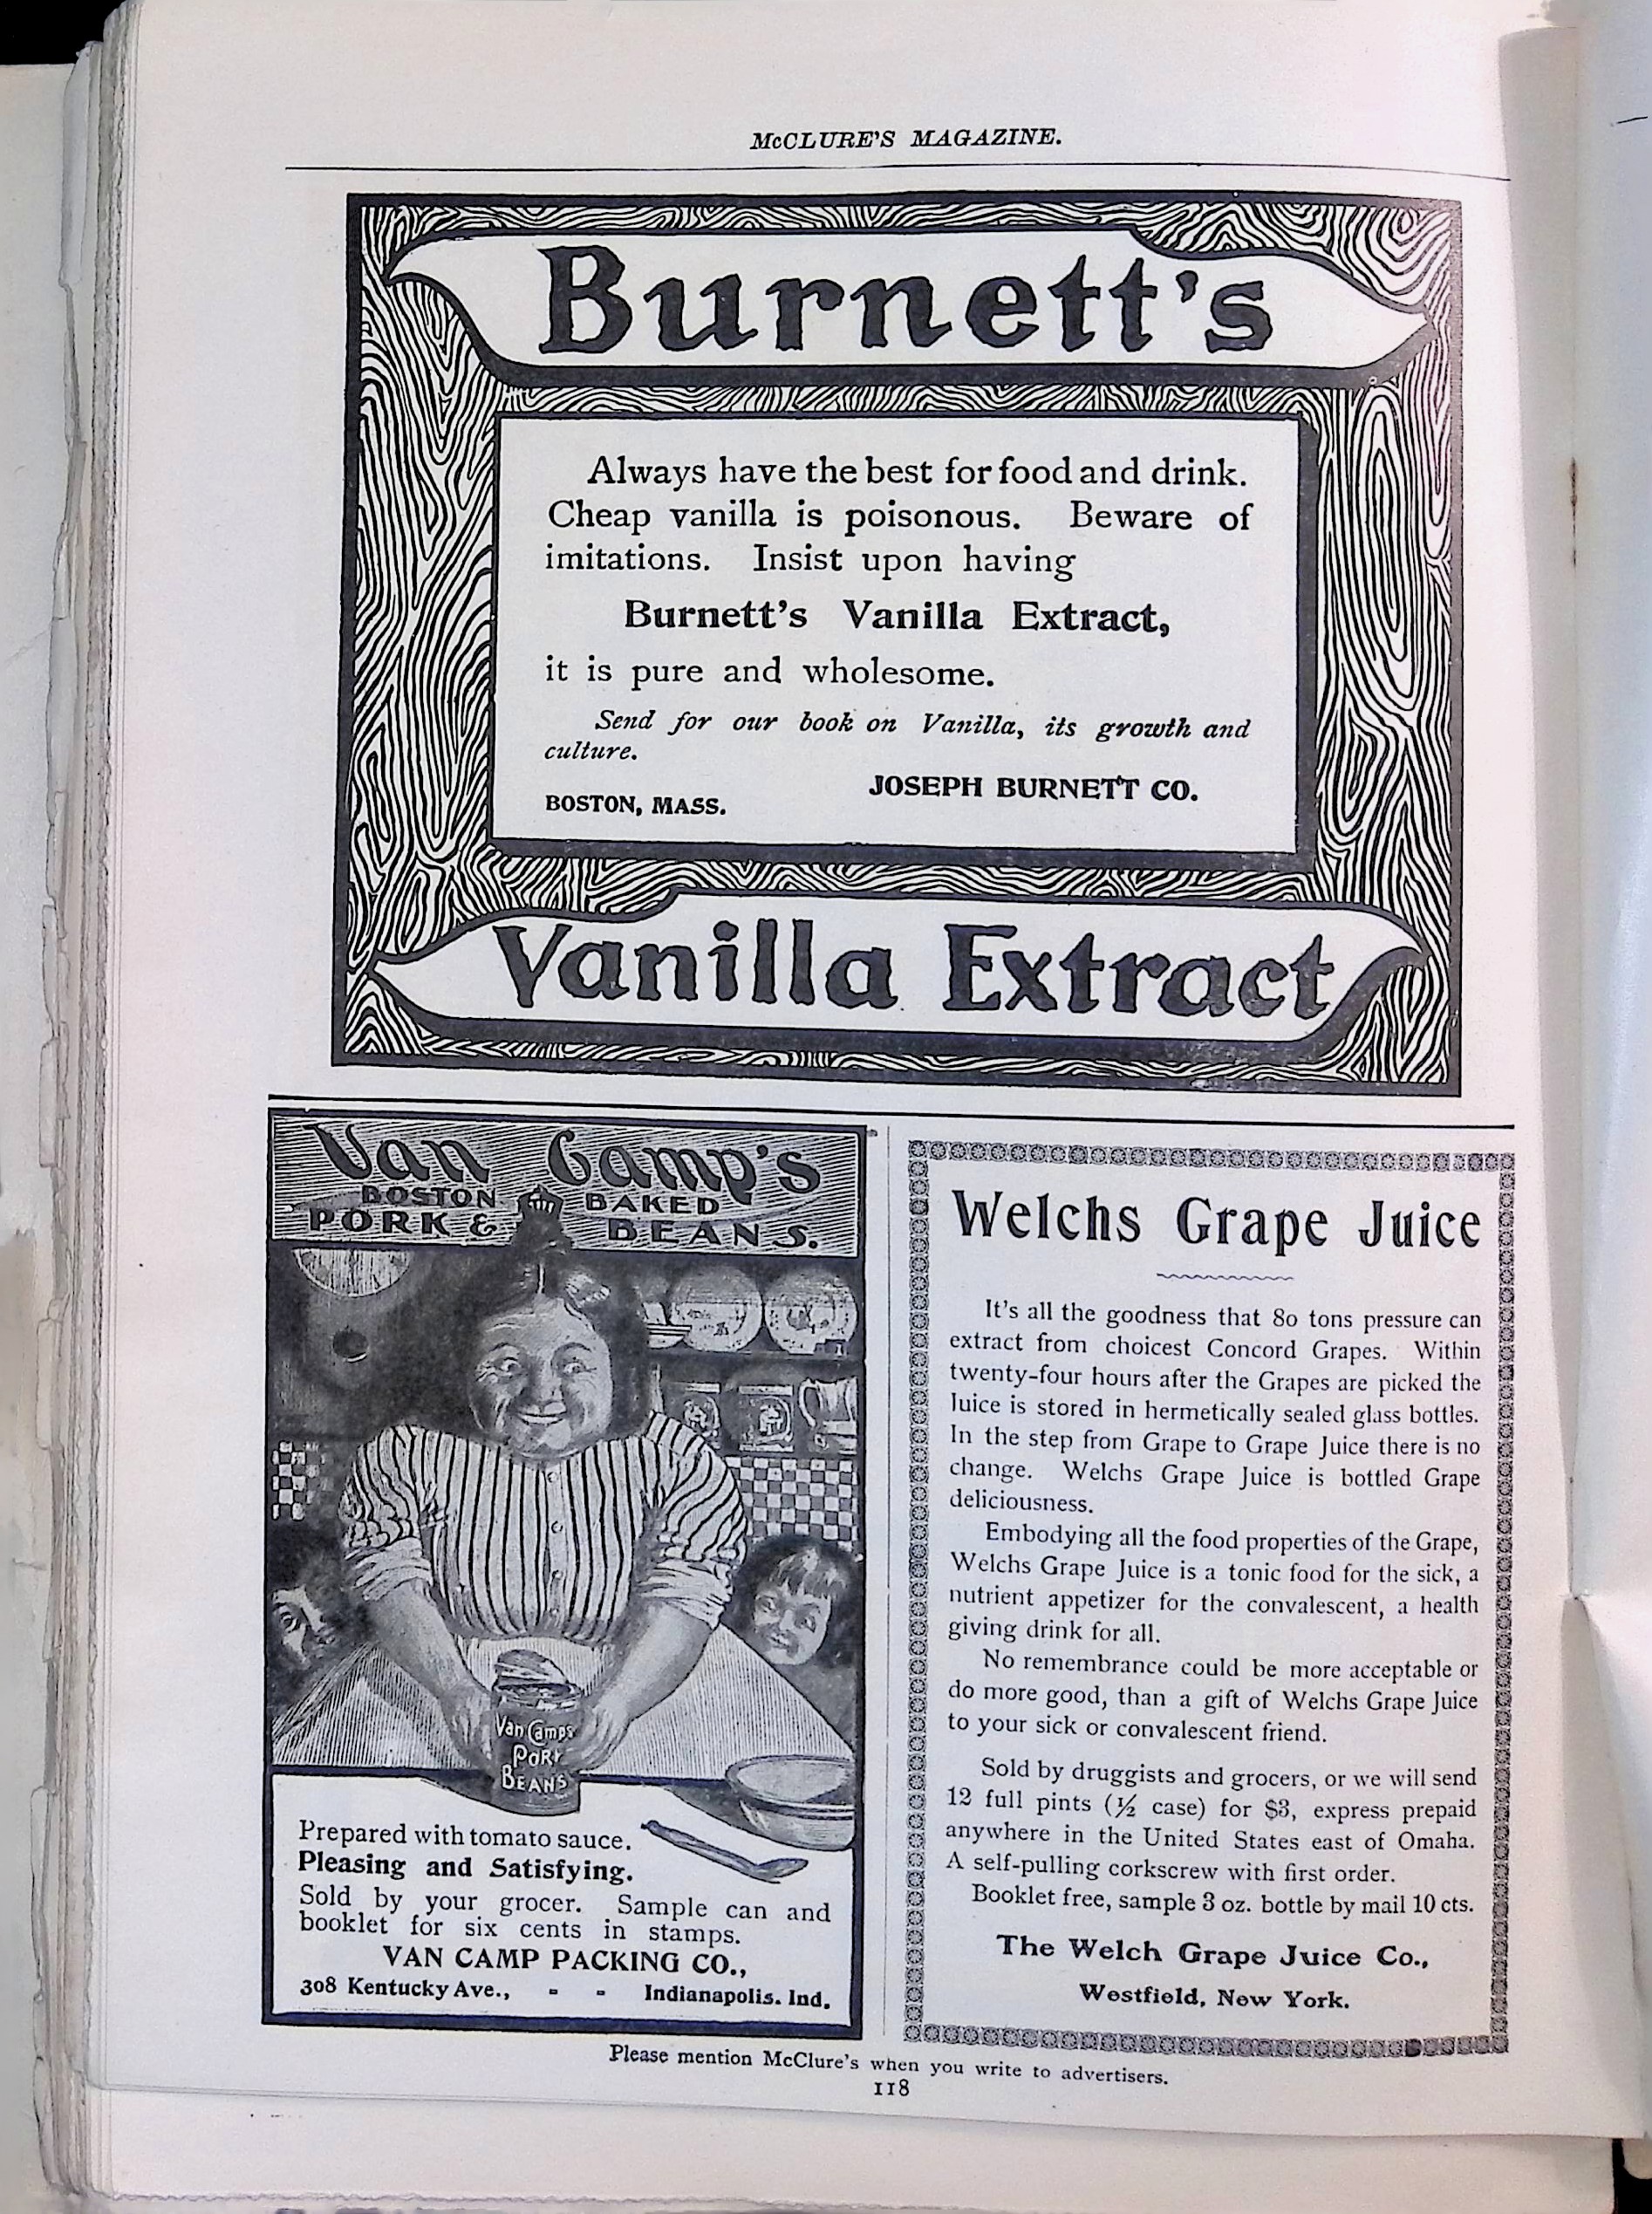 McCLURE'S MAGAZINE.
Burnett's
Always have the best for food and drink.
Cheap vanilla is poisonous. Beware of
imitations. Insist upon having
Burnett's Vanilla Extract,
it is pure and wholesome.
Send for our book on Vanilla, its growth and
culture.
JOSEPH BURNETT CO.
BOSTON, MASS.
Vanilla Extract
Van Camp's
BOSTON BAKED
PORK & BEANS.
Van Camps
PORK
BEANS
Prepared with tomato sauce.
Pleasing and Satisfying.
Sold by your grocer. Sample can and
booklet for six cents in stamps.
VAN CAMP PACKING CO.,
308 Kentucky Ave., - - Indianapolis. Ind.
Welchs Grape Juice
It's all the goodness that 80 tons pressure can
extract from choicest Concord Grapes. Within
twenty-four hours after the Grapes are picked the
Juice is stored in hermetically sealed glass bottles.
In the step from Grape to Grape Juice there is no
change. Welchs Grape Juice is bottled Grape
deliciousness.
Embodying all the food properties of the Grape,
Welchs Grape Juice is a tonic food for the sick, a
nutrient appetizer for the convalescent, a health
giving drink for all.
No remembrance could be more acceptable or
do more good, than a gift of Welchs Grape Juice
to your sick or convalescent friend.
Sold by druggists and grocers, or we will send
12 full pints (½ case) for $3, express prepaid
anywhere in the United States east of Omaha.
A self-pulling corkscrew with first order.
Booklet free, sample 3 oz. bottle by mail 10 cts.
The Welch Grape Juice Co.,
Westfield, New York.
Please mention McClure's when you write to advertisers.
118